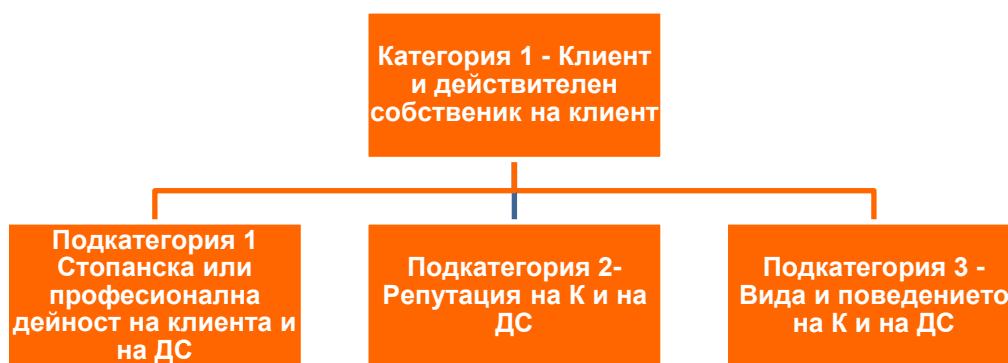 Категория 1 - Клиент
и действителен
собственик на клиент
Подкатегория 1
Стопанска или
професионална
дейност на клиента и
на ДС
Подкатегория 2-
Репутация на К и на
ДС
Подкатегория 3 -
Вида и поведението
на К и на ДС